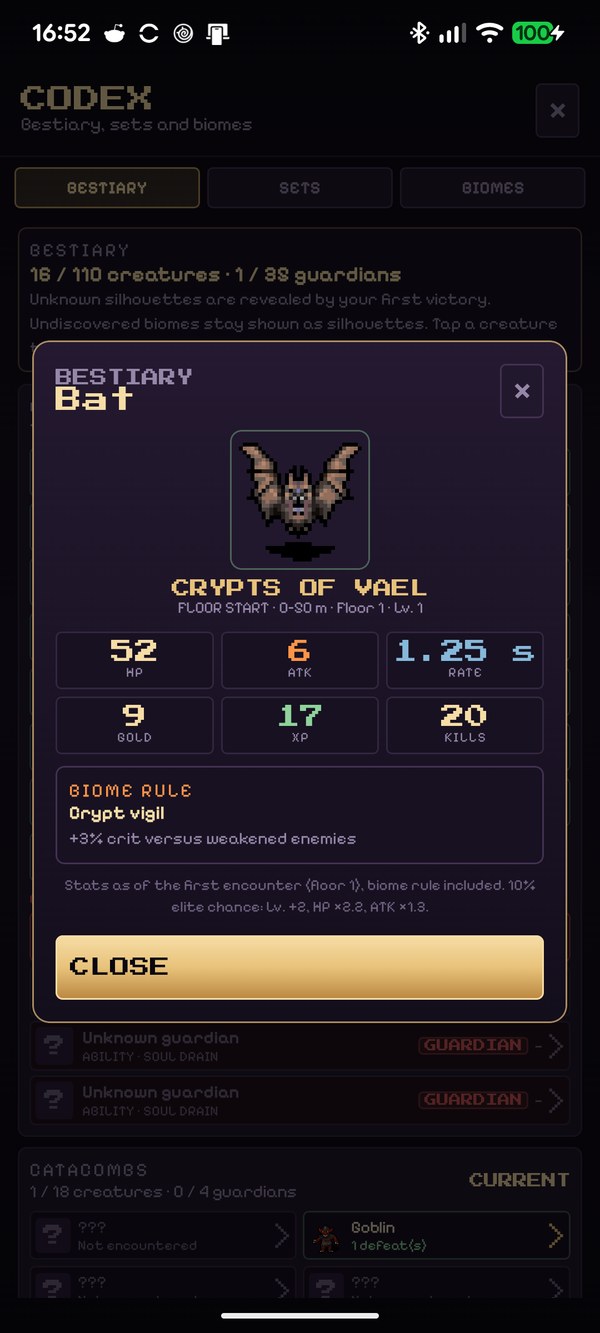 16:52
100
CODEX
Bestiary, sets and biomes
BESTIARY
SETS
BIOMES
BESTIARY
16 / 110 creatures · 1 / 38 guardians
Unknown silhouettes are revealed by your first victory.
Undiscovered biomes stay shown as silhouettes. Tap a creature
BESTIARY
Bat
CRYPTS OF VAEL
FLOOR START · 0-80 m · Floor 1 · Lv. 1
52
HP
6
ATK
1.25 s
RATE
9
GOLD
17
XP
20
KILLS
BIOME RULE
Crypt vigil
+3% crit versus weakened enemies
Stats as of the first encounter (floor 1), biome rule included. 10%
elite chance: Lv. +2, HP ×2.2, ATK ×1.3.
CLOSE
Unknown guardian
ABILITY · SOUL DRAIN
GUARDIAN -
Unknown guardian
ABILITY · SOUL DRAIN
GUARDIAN -
CATACOMBS
1 / 18 creatures · 0 / 4 guardians
CURRENT
???
Not encountered
Goblin
1 defeat(s)
???
???